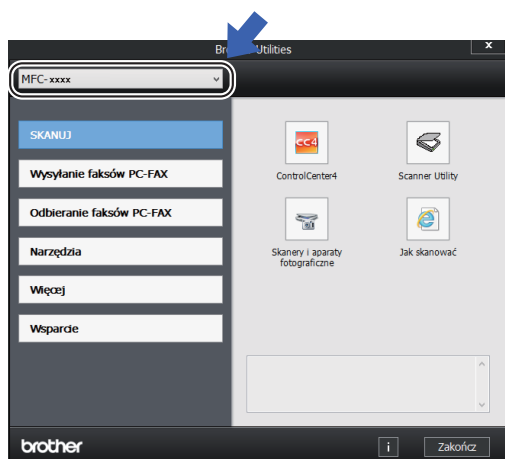 Br Utilities
x
MFC-xxxx
SKANUJ
Wysyłanie faksów PC-FAX
Odbieranie faksów PC-FAX
Narzędzia
Więcej
Wsparcie
CC4
ControlCenter4
Scanner Utility
Skanery i aparaty
fotograficzne
Jak skanować
brother
i
Zakończ